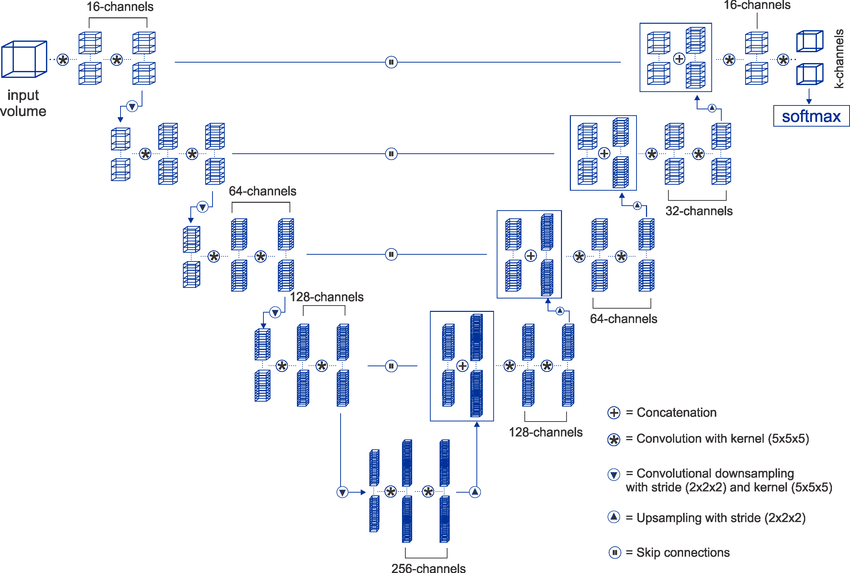 16-channels
16-channels
input
volume
k-channels
softmax
64-channels
32-channels
128-channels
64-channels
128-channels
256-channels
= Concatenation
= Convolution with kernel (5x5x5)
= Convolutional downsampling
with stride (2x2x2) and kernel (5x5x5)
= Upsampling with stride (2x2x2)
= Skip connections